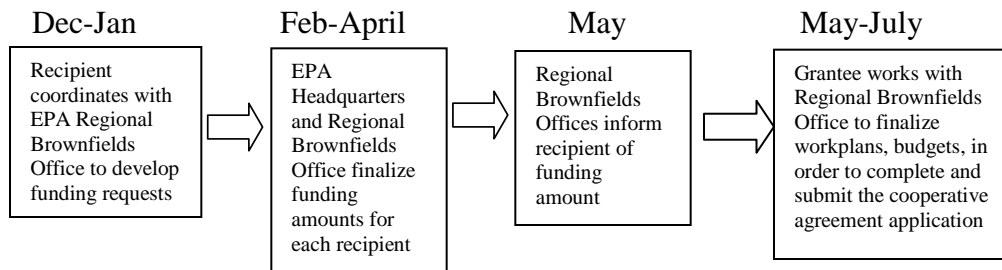 Dec-Jan
Recipient
coordinates with
EPA Regional
Brownfields
Office to develop
funding requests
Feb-April
EPA
Headquarters
and Regional
Brownfields
Office finalize
funding
amounts for
each recipient
May
Regional
Brownfields
Offices inform
recipient of
funding
amount
May-July
Grantee works with
Regional Brownfields
Office to finalize
workplans, budgets, in
order to complete and
submit the cooperative
agreement application